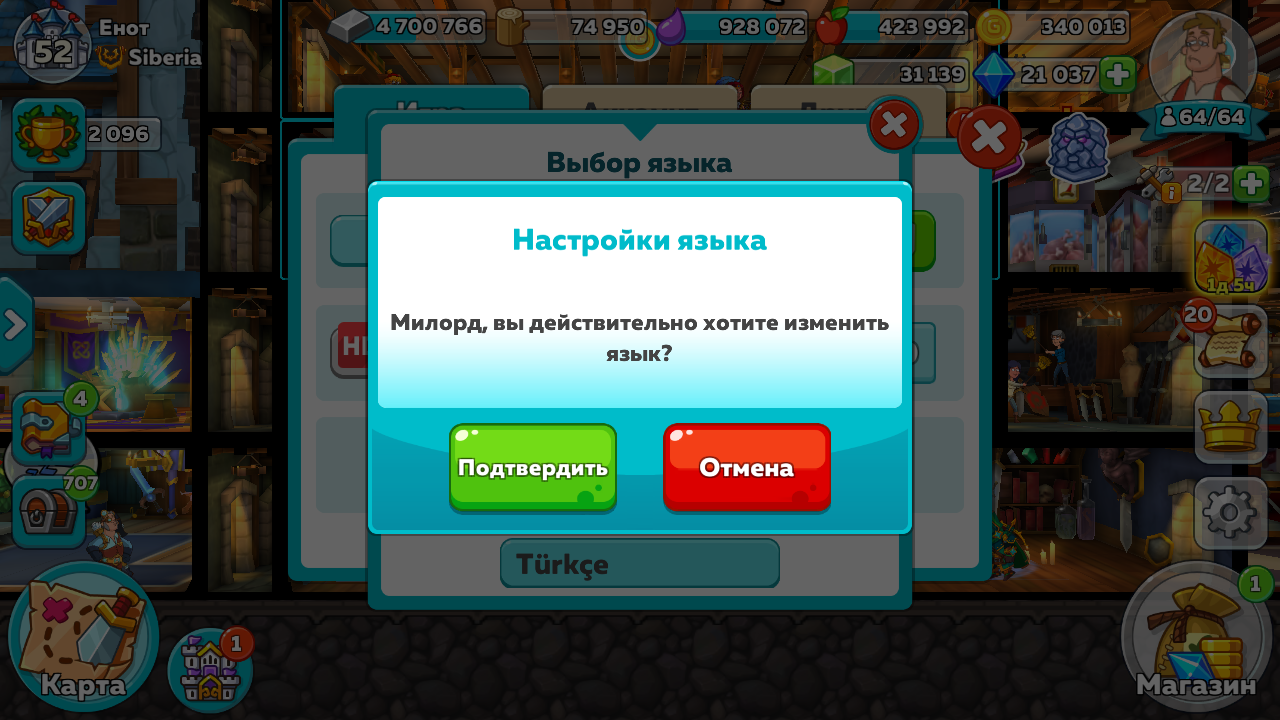 52
Енот
Siberia
4 700 766
74 950
928 072
423 992
340 013
31 139
21 037
64/64
2 096
2/2
Выбор языка
Настройки языка
Милорд, вы действительно хотите изменить
язык?
Подтвердить
Отмена
Türkçe
1д 5ч
20
4
707
Карта
1
1
Магазин